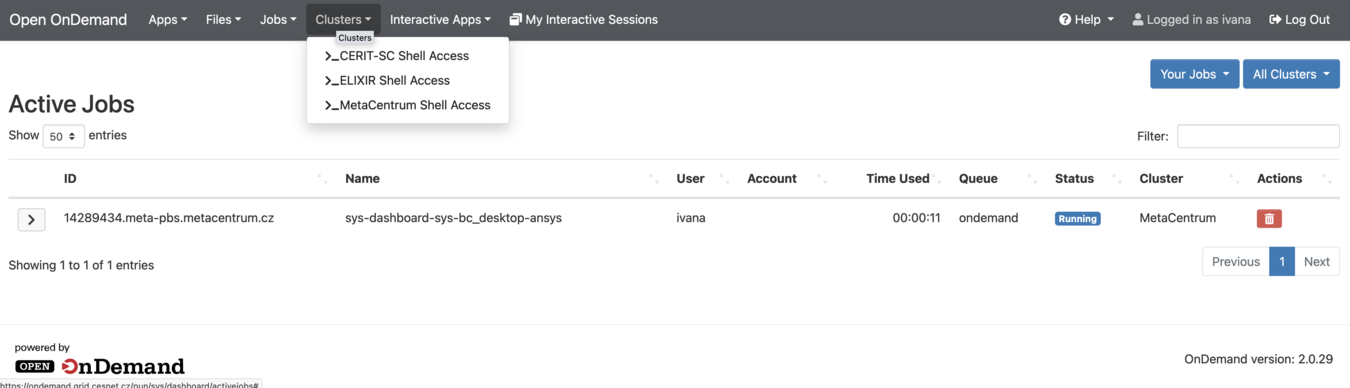 Open OnDemand Apps Files Jobs Clusters Interactive Apps My Interactive Sessions Help Logged in as ivana Log Out
Clusters
>_CERIT-SC Shell Access
>_ELIXIR Shell Access
>_MetaCentrum Shell Access
Your Jobs All Clusters
Active Jobs
Show 50 entries Filter:
ID Name User Account Time Used Queue Status Cluster Actions
14289434.meta-pbs.metacentrum.cz sys-dashboard-sys-bc_desktop-ansys ivana 00:00:11 ondemand Running MetaCentrum
Showing 1 to 1 of 1 entries Previous 1 Next
powered by
OPEN OnDemand
OnDemand version: 2.0.29
https://ondemand.grid.cesnet.cz/pun/sys/dashboard/activejobs#